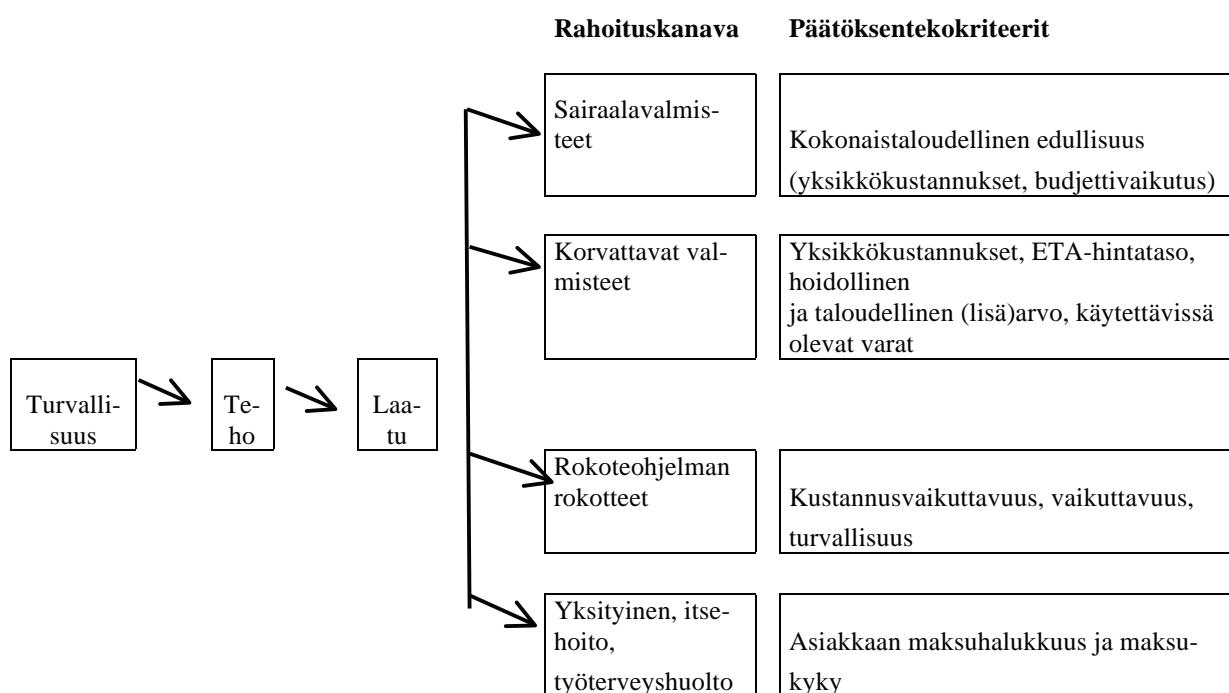 Rahoituskanava Päätöksentekokriteerit
Sairaalavalmis-
teet
Kokonaistaloudellinen edullisuus
(yksikkökustannukset, budjettivaikutus)
Korvattavat val-
misteet
Yksikkökustannukset, ETA-hintataso,
hoidollinen
ja taloudellinen (lisä)arvo, käytettävissä
olevat varat
Turvalli-
suus
Te-
ho
Laa-
tu
Rokoteohjelman
rokotteet
Kustannusvaikuttavuus, vaikuttavuus,
turvallisuus
Yksityinen, itse-
hoito,
työterveyshuolto
Asiakkaan maksuhalukkuus ja maksu-
kyky